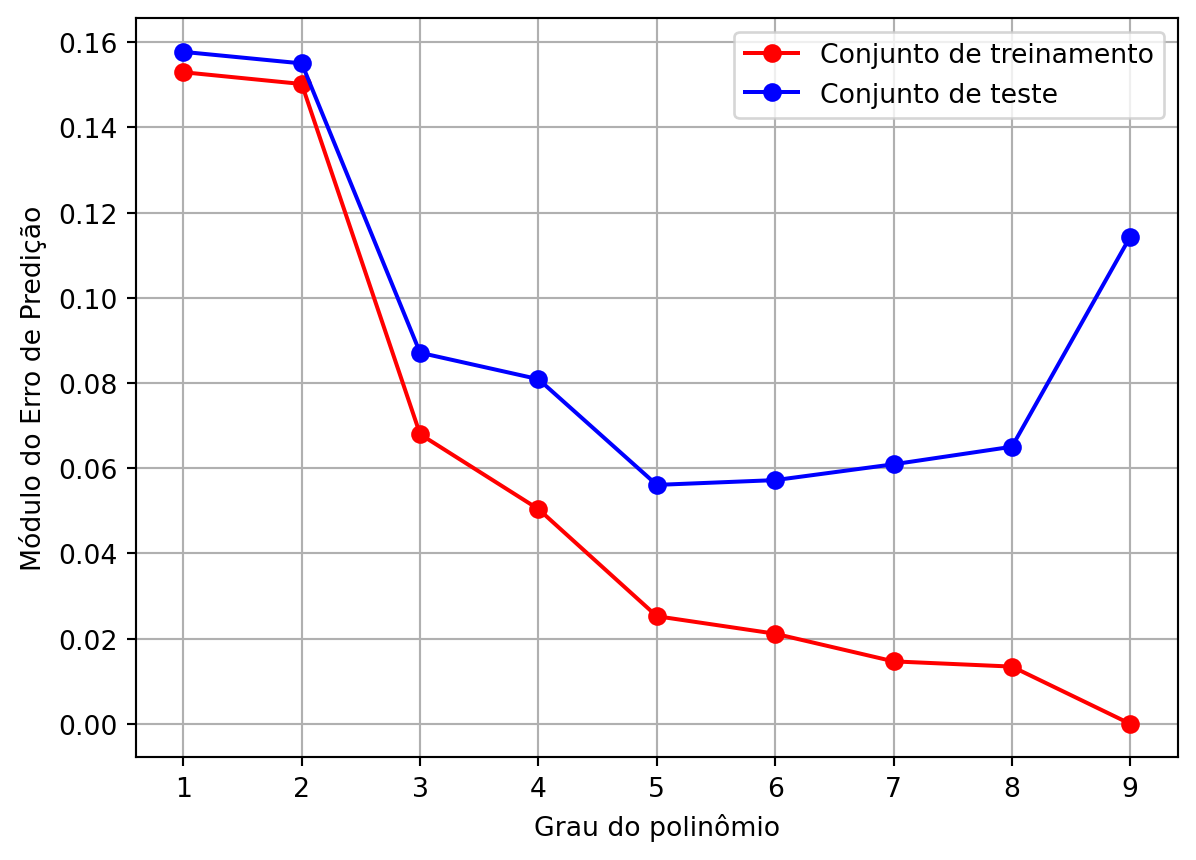 Conjunto de treinamento
Conjunto de teste
Módulo do Erro de Predição
0.16
0.14
0.12
0.10
0.08
0.06
0.04
0.02
0.00
1 2 3 4 5 6 7 8 9
Grau do polinômio